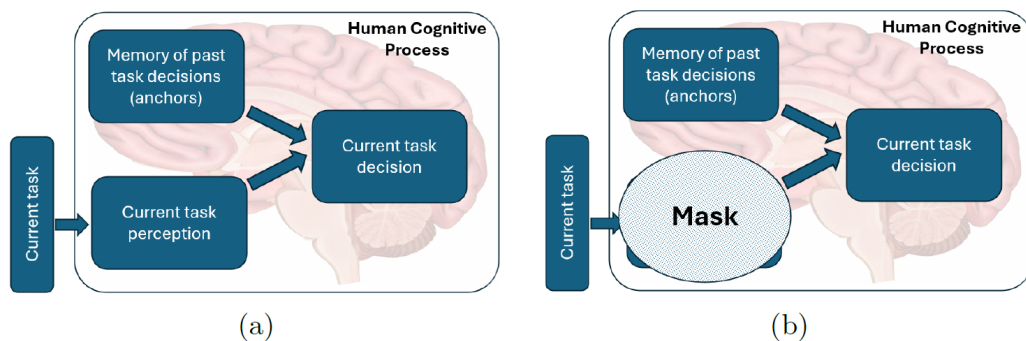 Human Cognitive
Process
Memory of past
task decisions
(anchors)
Current task
decision
Current task
perception
Current task
(a)
Human Cognitive
Process
Memory of past
task decisions
(anchors)
Current task
decision
Mask
Current task
(b)